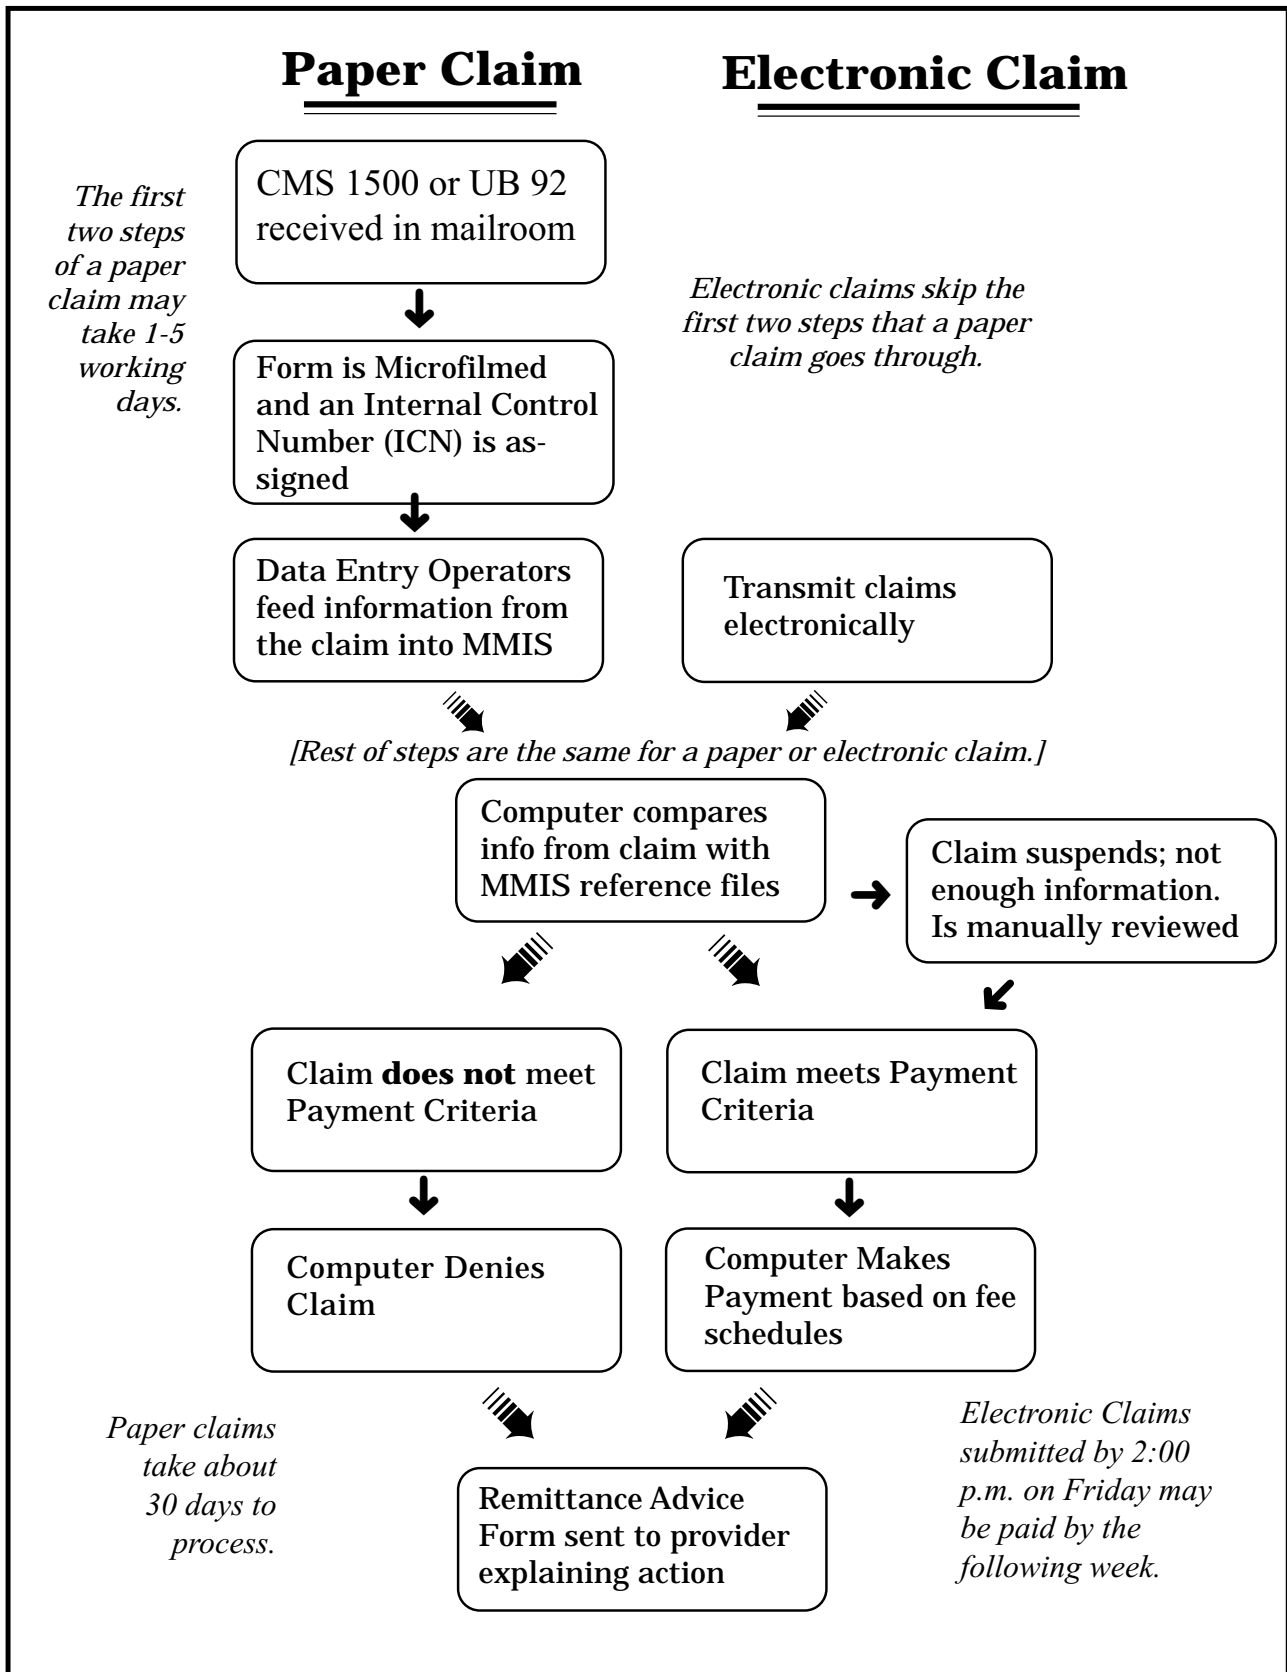 Paper Claim
Electronic Claim
The first
two steps
of a paper
claim may
take 1-5
working
days.
CMS 1500 or UB 92
received in mailroom
Electronic claims skip the
first two steps that a paper
claim goes through.
Form is Microfilmed
and an Internal Control
Number (ICN) is as-
signed
Data Entry Operators
feed information from
the claim into MMIS
Transmit claims
electronically
[Rest of steps are the same for a paper or electronic claim.]
Computer compares
info from claim with
MMIS reference files
Claim suspends; not
enough information.
Is manually reviewed
Claim does not meet
Payment Criteria
Claim meets Payment
Criteria
Computer Denies
Claim
Computer Makes
Payment based on fee
schedules
Paper claims
take about
30 days to
process.
Remittance Advice
Form sent to provider
explaining action
Electronic Claims
submitted by 2:00
p.m. on Friday may
be paid by the
following week.